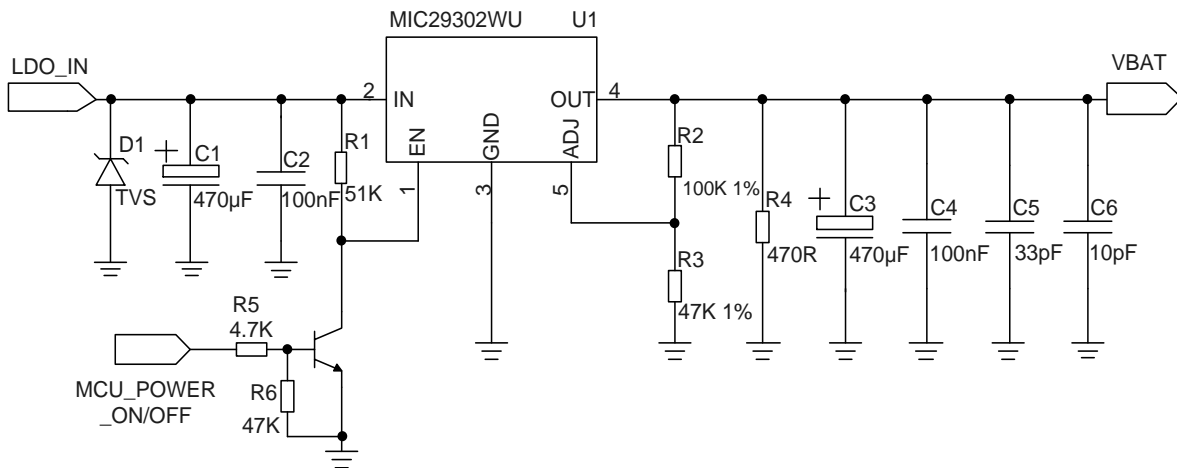 MIC29302WU U1
LDO_IN
VBAT
2 IN
OUT 4
EN
GND
ADJ
1
3
5
D1
TVS
+
C1
470µF
C2
100nF
R1
51K
R2
100K 1%
R3
47K 1%
R4
470R
+
C3
470µF
C4
100nF
C5
33pF
C6
10pF
R5
4.7K
MCU_POWER
_ON/OFF
R6
47K